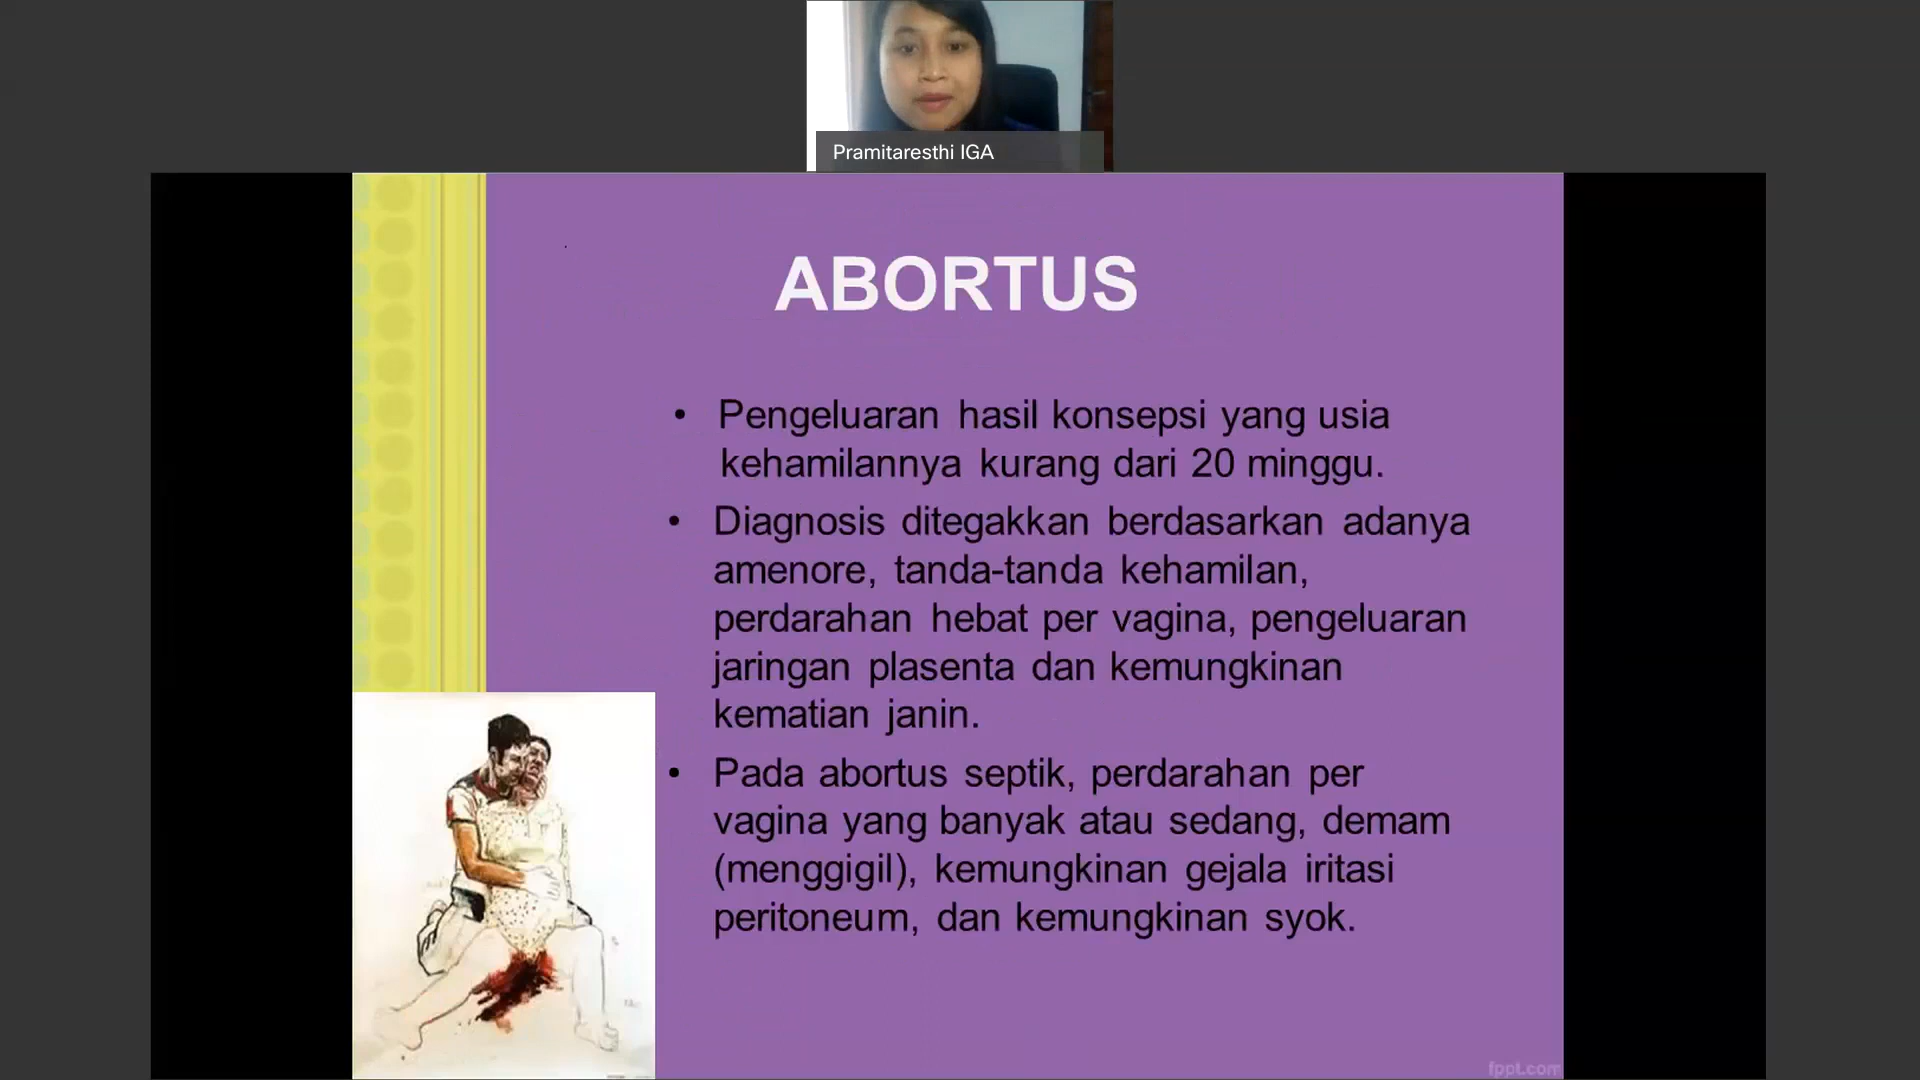 Pramitaresthi IGA
ABORTUS
• Pengeluaran hasil konsepsi yang usia
kehamilannya kurang dari 20 minggu.
• Diagnosis ditegakkan berdasarkan adanya
amenore, tanda-tanda kehamilan,
perdarahan hebat per vagina, pengeluaran
jaringan plasenta dan kemungkinan
kematian janin.
• Pada abortus septik, perdarahan per
vagina yang banyak atau sedang, demam
(menggigil), kemungkinan gejala iritasi
peritoneum, dan kemungkinan syok.
fppt.com